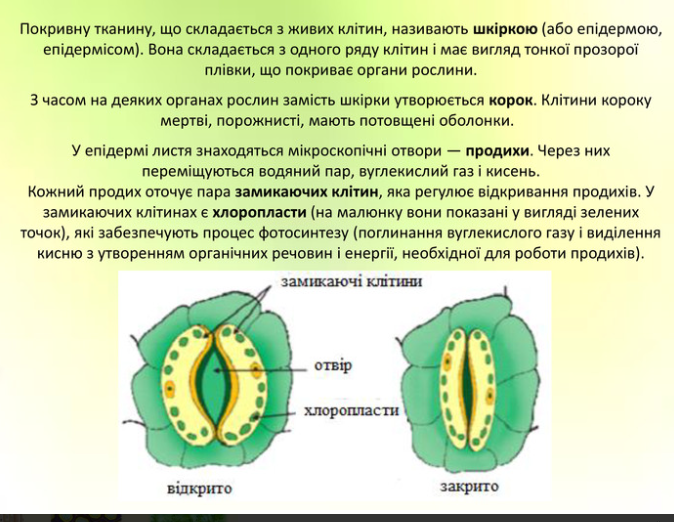 Покривну тканину, що складається з живих клітин, називають шкіркою (або епідермою,
епідермісом). Вона складається з одного ряду клітин і має вигляд тонкої прозорої
плівки, що покриває органи рослини.
З часом на деяких органах рослин замість шкірки утворюється корок. Клітини короку
мертві, порожнисті, мають потовщені оболонки.
У епідермі листя знаходяться мікроскопічні отвори — продихи. Через них
переміщуються водяний пар, вуглекислий газ і кисень.
Кожний продих оточує пара замикаючих клітин, яка регулює відкривання продихів. У
замикаючих клітинах є хлоропласти (на малюнку вони показані у вигляді зелених
точок), які забезпечують процес фотосинтезу (поглинання вуглекислого газу і виділення
кисню з утворенням органічних речовин і енергії, необхідної для роботи продихів).
замикаючі клітини
отвір
хлоропласти
відкрито
закрито